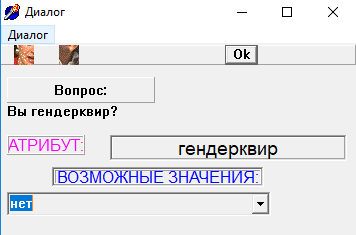 Диалог
Диалог
Ok
Вопрос:
Вы гендерквир?
АТРИБУТ:
гендерквир
ВОЗМОЖНЫЕ ЗНАЧЕНИЯ:
нет